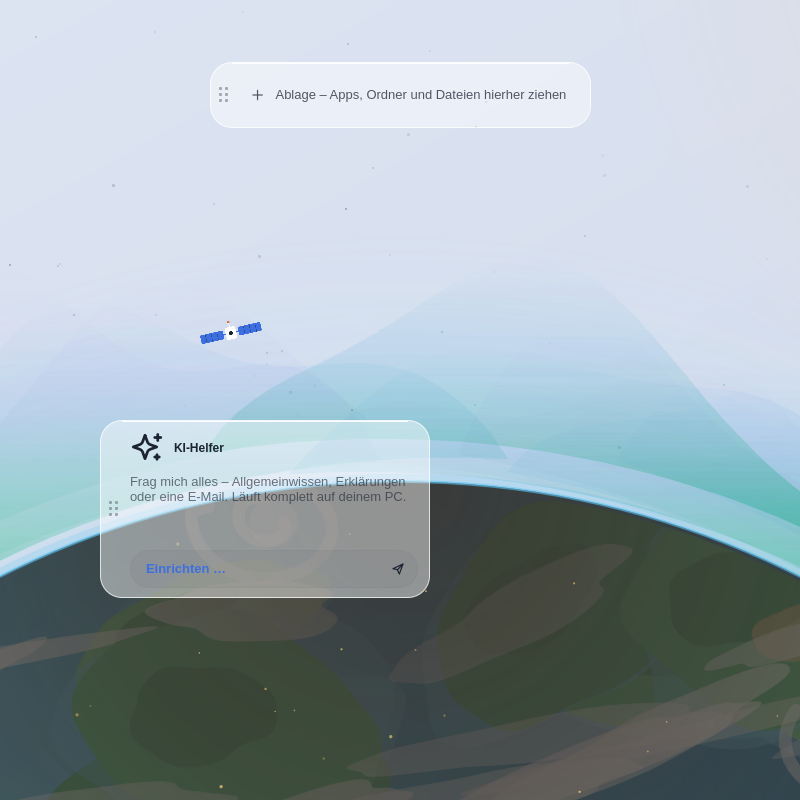 Ablage – Apps, Ordner und Dateien hierher ziehen
KI-Helfer
Frag mich alles – Allgemeinwissen, Erklärungen
oder eine E-Mail. Läuft komplett auf deinem PC.
Einrichten …